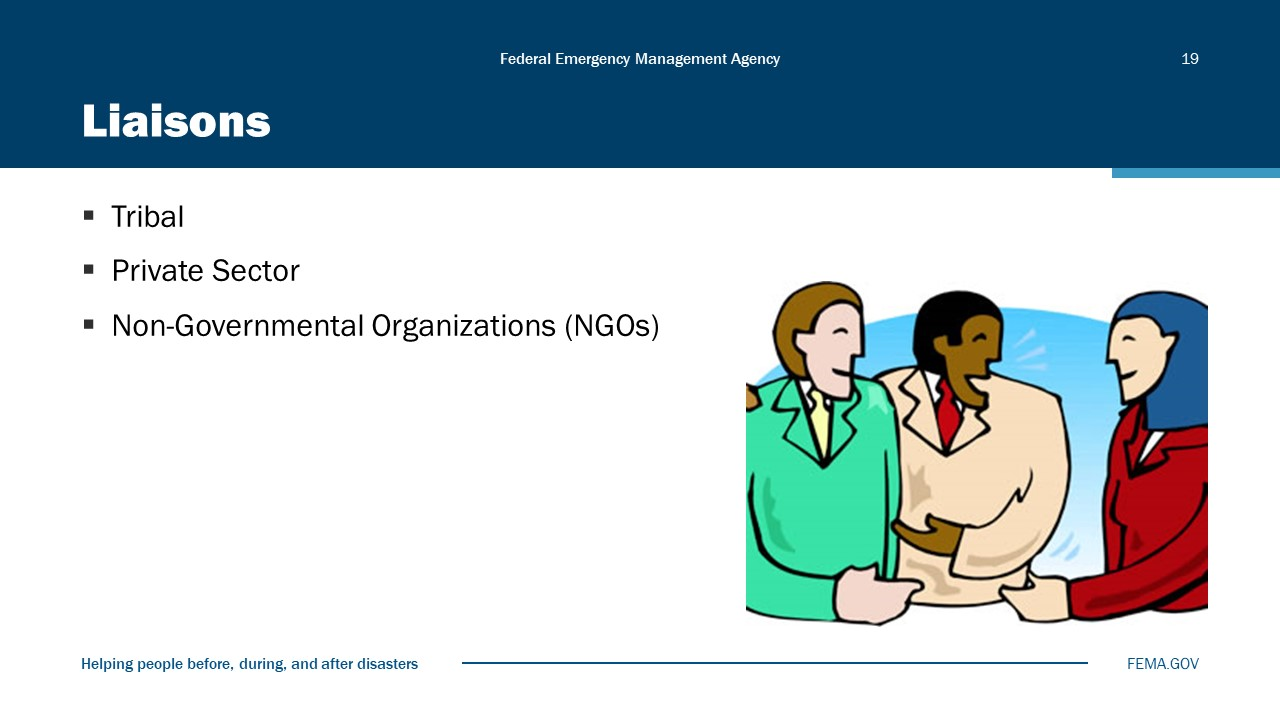 Federal Emergency Management Agency
19
Liaisons
▪ Tribal
▪ Private Sector
▪ Non-Governmental Organizations (NGOs)
Helping people before, during, and after disasters
FEMA.GOV